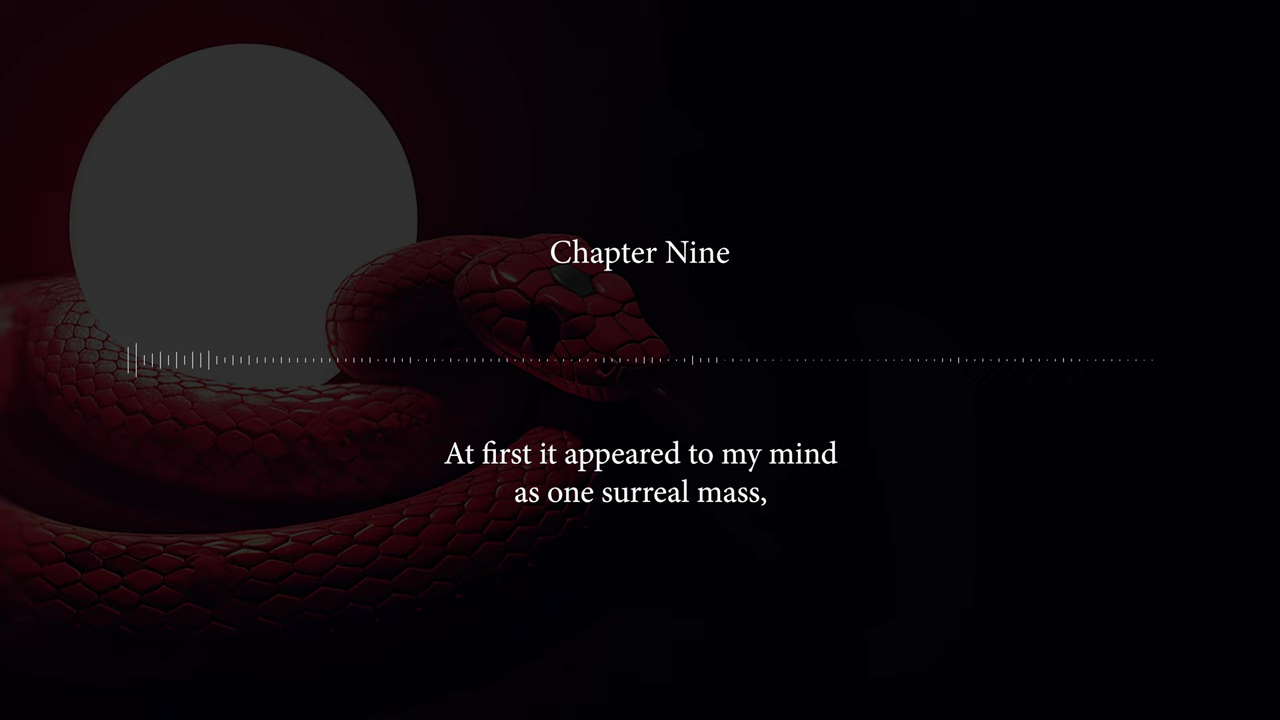 Chapter Nine
At first it appeared to my mind
as one surreal mass,